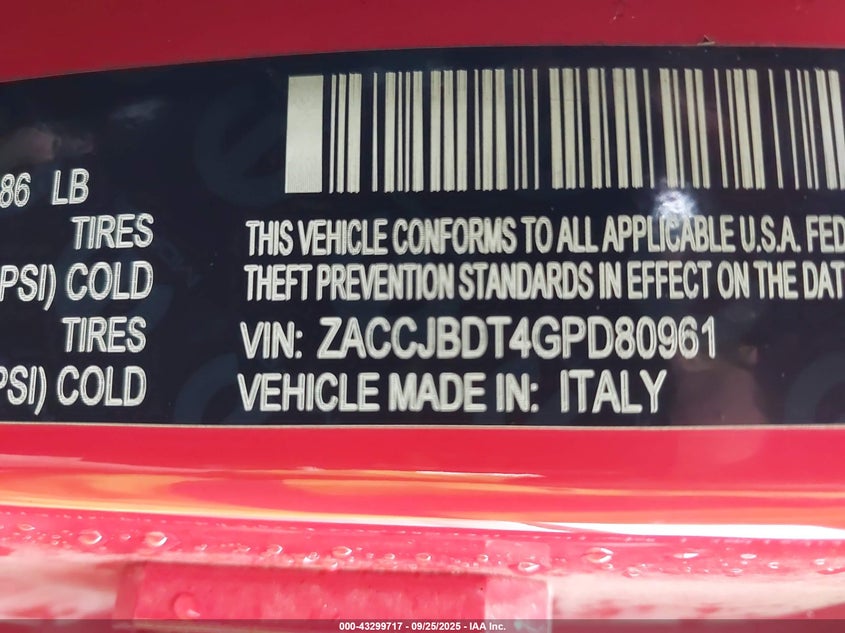 86 LB
TIRES
PSI) COLD
TIRES
PSI) COLD
THIS VEHICLE CONFORMS TO ALL APPLICABLE U.S.A. FED
THEFT PREVENTION STANDARDS IN EFFECT ON THE DAT
VIN: ZACCJBDT4GPD80961
VEHICLE MADE IN: ITALY
000-43299717 - 09/25/2025 - IAA Inc.